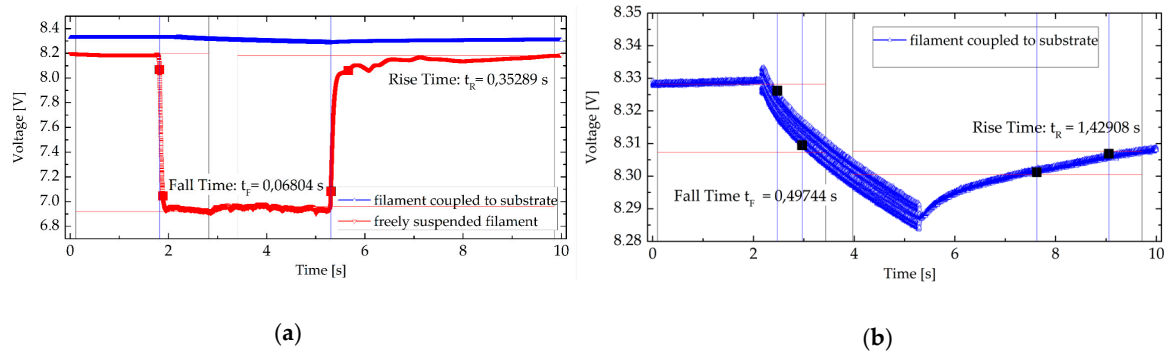 8.4
8.2
8.0
7.8
7.6
7.4
7.2
7.0
6.8
Voltage [V]
Rise Time: tR= 0,35289 s
Fall Time: tF= 0,06804 s
filament coupled to substrate
freely suspended filament
0 2 4 6 8 10
Time [s]
(a)
8.35
8.34
8.33
8.31
8.30
8.29
8.28
Voltage [V]
filament coupled to substrate
Rise Time: tR = 1,42908 s
Fall Time tF = 0,49744 s
0 2 4 6 8 10
Time [s]
(b)